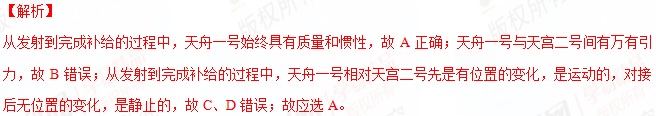 【解析】
从发射到完成补给的过程中，天舟一号始终具有质量和惯性，故 A 正确；天舟一号与天宫二号间有万有引
力，故 B 错误；从发射到完成补给的过程中，天舟一号相对天宫二号先是有位置的变化，是运动的，对接
后无位置的变化，是静止的，故 C、D 错误；故应选 A。